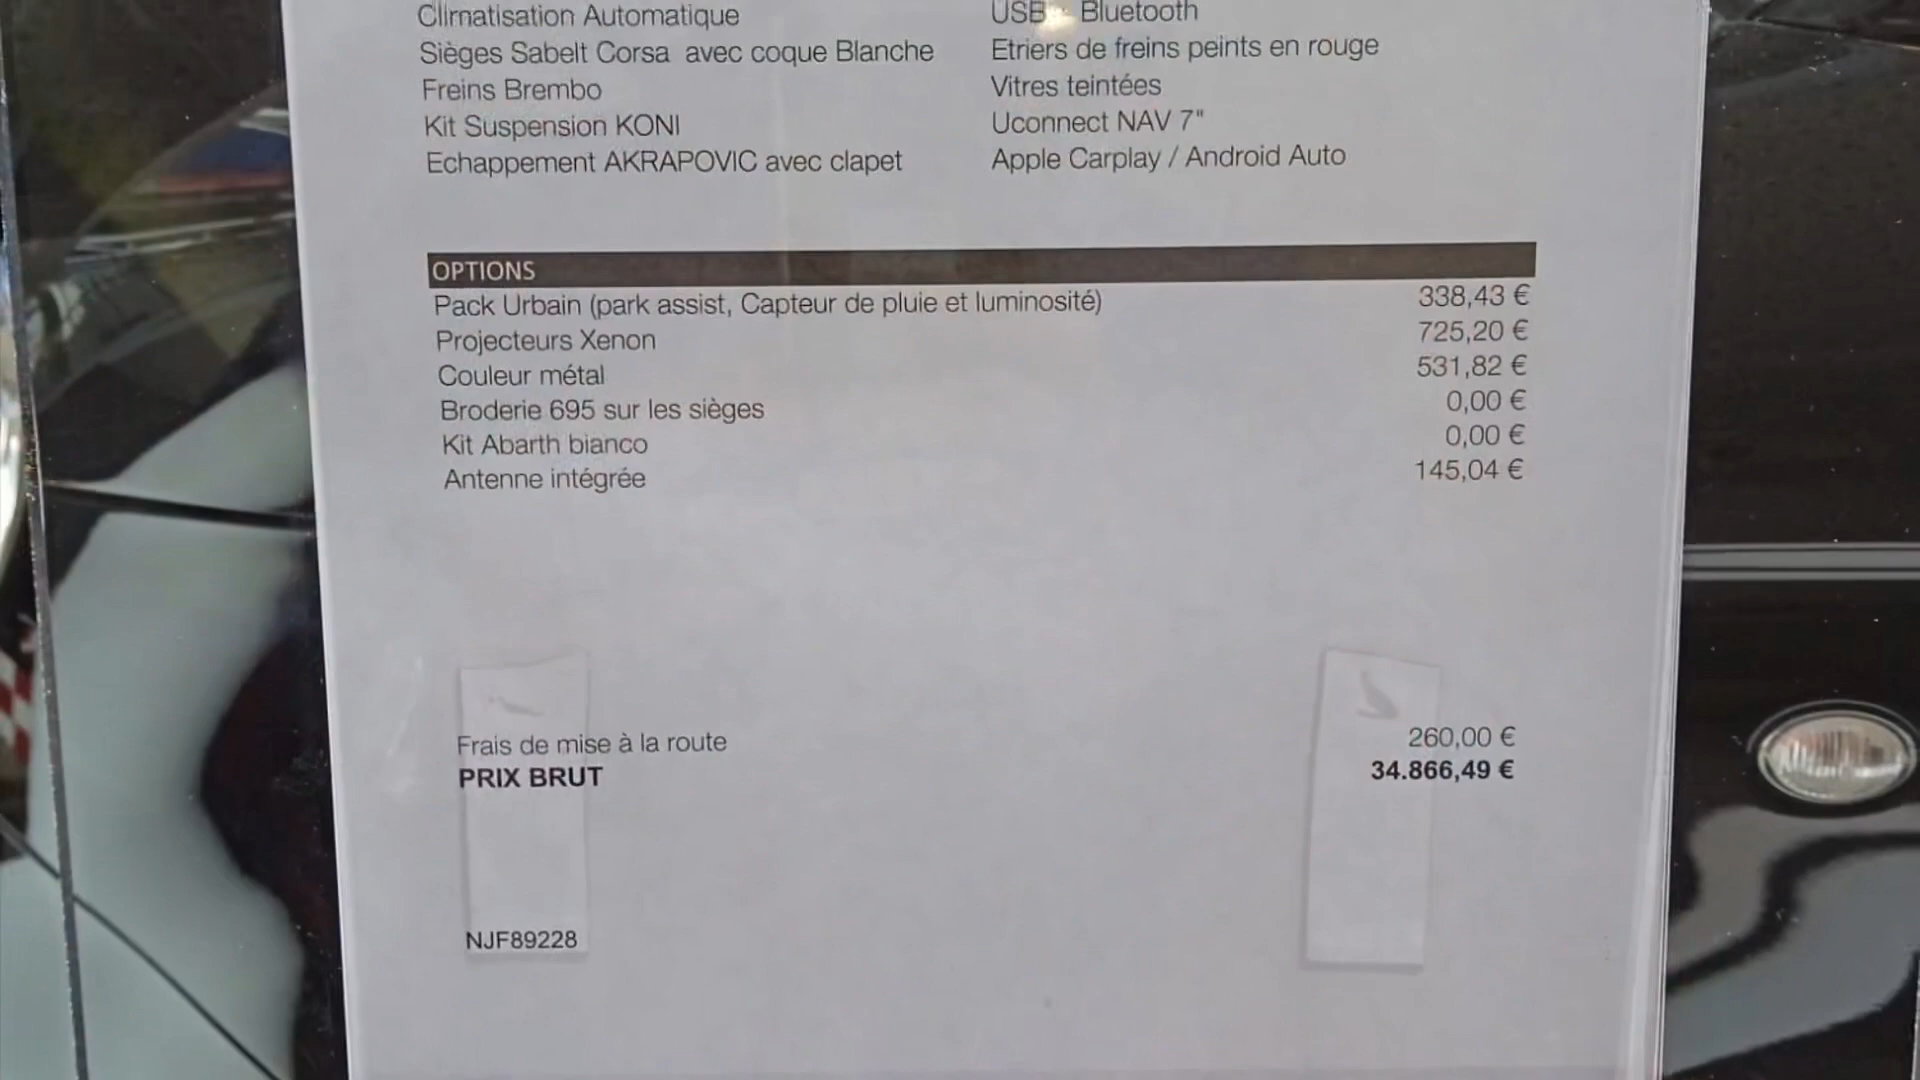 Climatisation Automatique
USB Bluetooth
Sièges Sabelt Corsa avec coque Blanche
Etriers de freins peints en rouge
Freins Brembo
Vitres teintées
Kit Suspension KONI
Uconnect NAV 7"
Echappement AKRAPOVIC avec clapet
Apple Carplay / Android Auto
OPTIONS
Pack Urbain (park assist, Capteur de pluie et luminosité) 338,43 €
Projecteurs Xenon 725,20 €
Couleur métal 531,82 €
Broderie 695 sur les sièges 0,00 €
Kit Abarth bianco 0,00 €
Antenne intégrée 145,04 €
Frais de mise à la route 260,00 €
PRIX BRUT 34.866,49 €
NJF89228